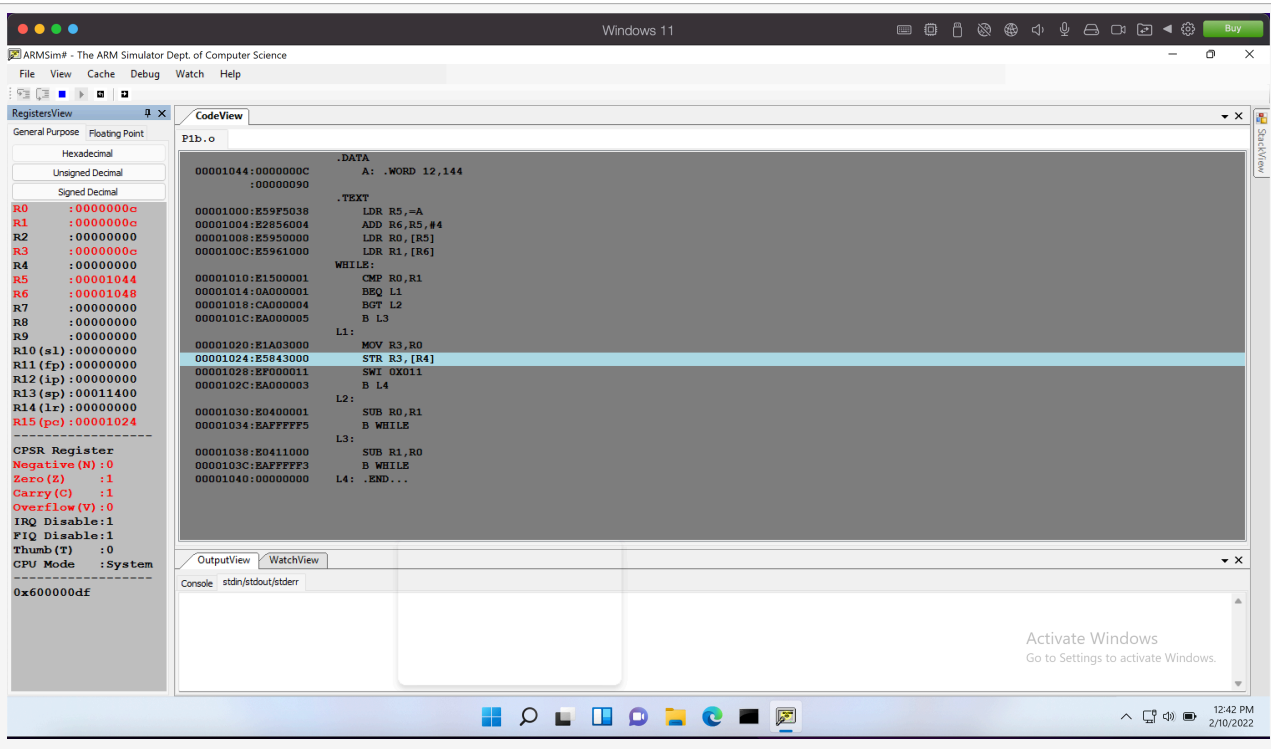 Windows 11
Buy
ARMSim# - The ARM Simulator Dept. of Computer Science
File View Cache Debug Watch Help
RegistersView
General Purpose Floating Point
Hexadecimal
Unsigned Decimal
Signed Decimal
R0 :0000000c
R1 :0000000c
R2 :00000000
R3 :0000000c
R4 :00000000
R5 :00001044
R6 :00001048
R7 :00000000
R8 :00000000
R9 :00000000
R10(sl):00000000
R11(fp):00000000
R12(ip):00000000
R13(sp):00011400
R14(lr):00000000
R15(pc):00001024
-------------------
CPSR Register
Negative(N):0
Zero(Z) :1
Carry(C) :1
Overflow(V):0
IRQ Disable:1
FIQ Disable:1
Thumb(T) :0
CPU Mode :System
-------------------
0x600000df
CodeView
P1b.o
.DATA
00001044:0000000C A: .WORD 12,144
:00000090
.TEXT
00001000:E59F5038 LDR R5,=A
00001004:E2856004 ADD R6,R5,#4
00001008:E5950000 LDR R0,[R5]
0000100C:E5961000 LDR R1,[R6]
WHILE:
00001010:E1500001 CMP R0,R1
00001014:0A000001 BEQ L1
00001018:CA000004 BGT L2
0000101C:EA000005 B L3
L1:
00001020:E1A03000 MOV R3,R0
00001024:E5843000 STR R3,[R4]
00001028:EF000011 SWI 0X011
0000102C:EA000003 B L4
L2:
00001030:E0400001 SUB R0,R1
00001034:EAFFFFF5 B WHILE
L3:
00001038:E0411000 SUB R1,R0
0000103C:EAFFFFF3 B WHILE
00001040:00000000 L4: .END...
StackView
OutputView WatchView
Console stdin/stdout/stderr
Activate Windows
Go to Settings to activate Windows.
12:42 PM
2/10/2022